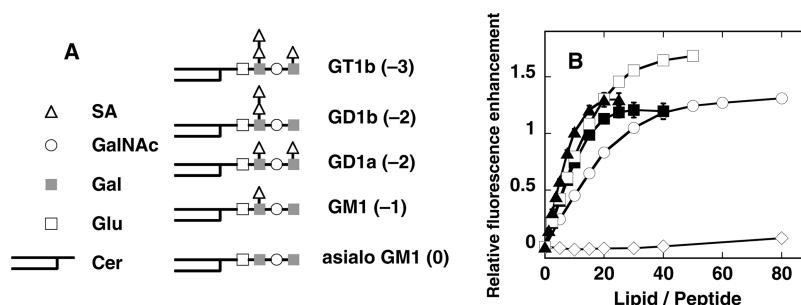 A
SA
GalNAc
Gal
Glu
Cer
GT1b (−3)
GD1b (−2)
GD1a (−2)
GM1 (−1)
asialo GM1 (0)
B
Relative fluorescence enhancement
1.5
1
0.5
0
0 20 40 60 80
Lipid / Peptide